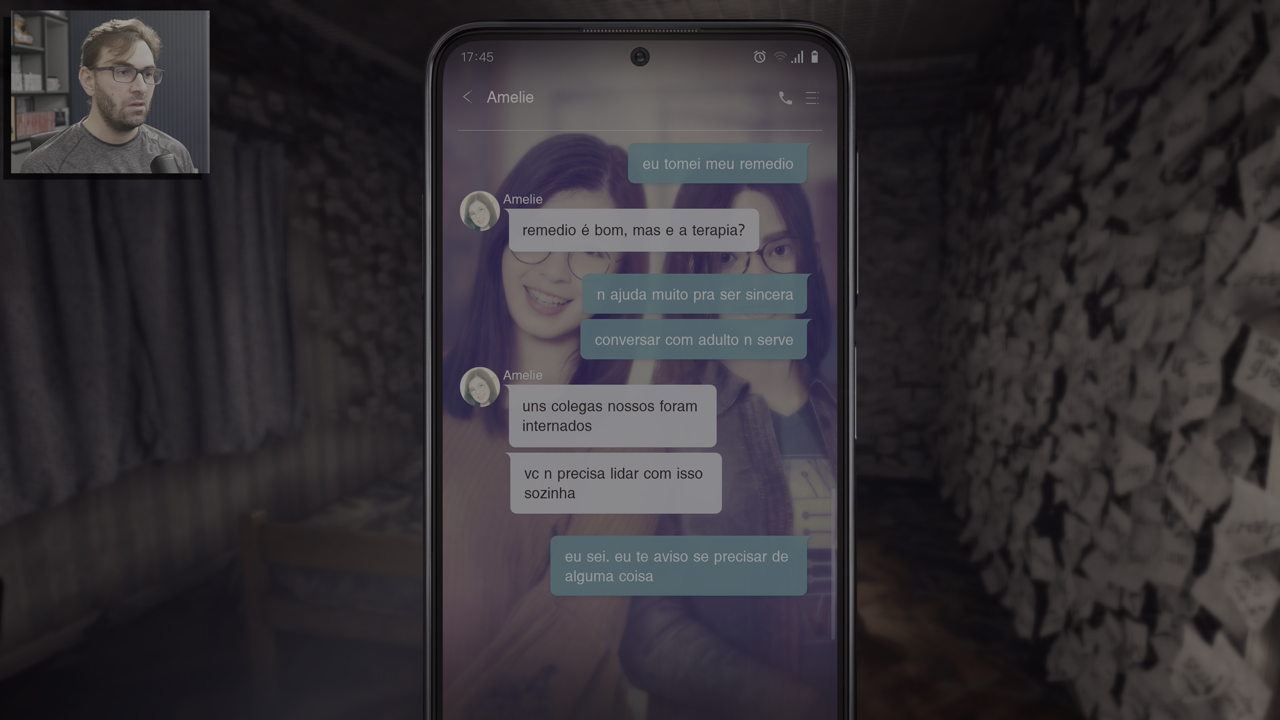 17:45
Amelie
eu tomei meu remedio
Amelie
remedio é bom, mas e a terapia?
n ajuda muito pra ser sincera
conversar com adulto n serve
Amelie
uns colegas nossos foram
internados
vc n precisa lidar com isso
sozinha
eu sei. eu te aviso se precisar de
alguma coisa